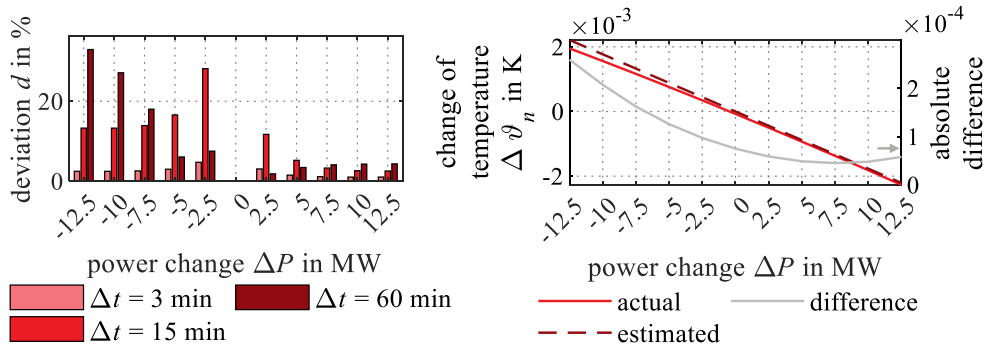 deviation d in %
20
0
-12.5
-10
-7.5
-5
-2.5
0
2.5
5
7.5
10
12.5
power change ΔP in MW
Δt = 3 min
Δt = 60 min
Δt = 15 min
×10⁻³
×10⁻⁴
change of
temperature
Δ ϑₙ in K
2
0
-2
2
1
0
absolute
difference
-12.5
-10
-7.5
-5
-2.5
0
2.5
5
7.5
10
12.5
power change ΔP in MW
actual
difference
estimated